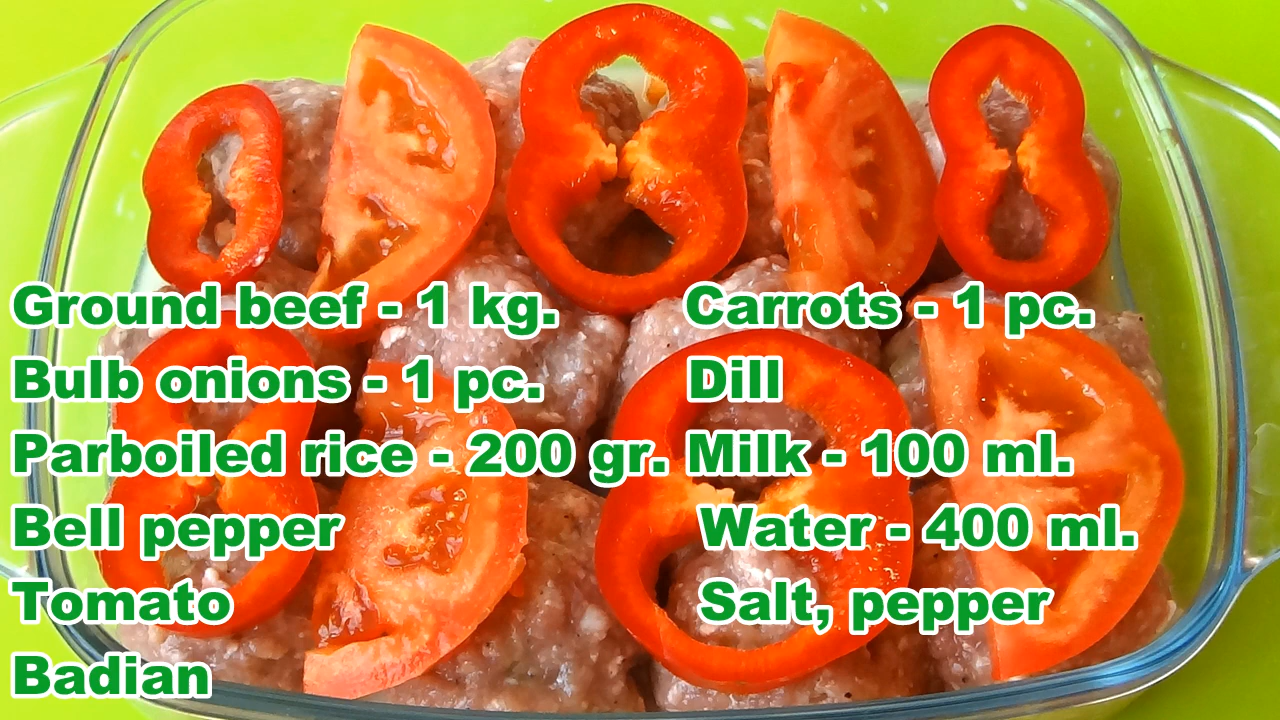 Ground beef - 1 kg.
Bulb onions - 1 pc.
Parboiled rice - 200 gr.
Bell pepper
Tomato
Badian
Carrots - 1 pc.
Dill
Milk - 100 ml.
Water - 400 ml.
Salt, pepper